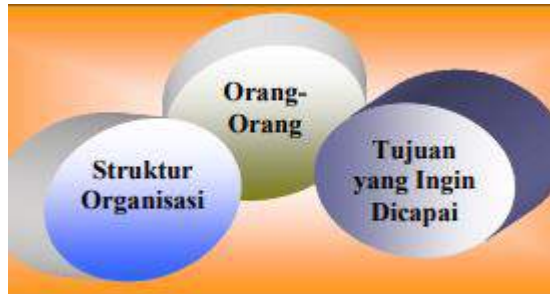 Orang-
Orang
Struktur
Organisasi
Tujuan
yang Ingin
Dicapai